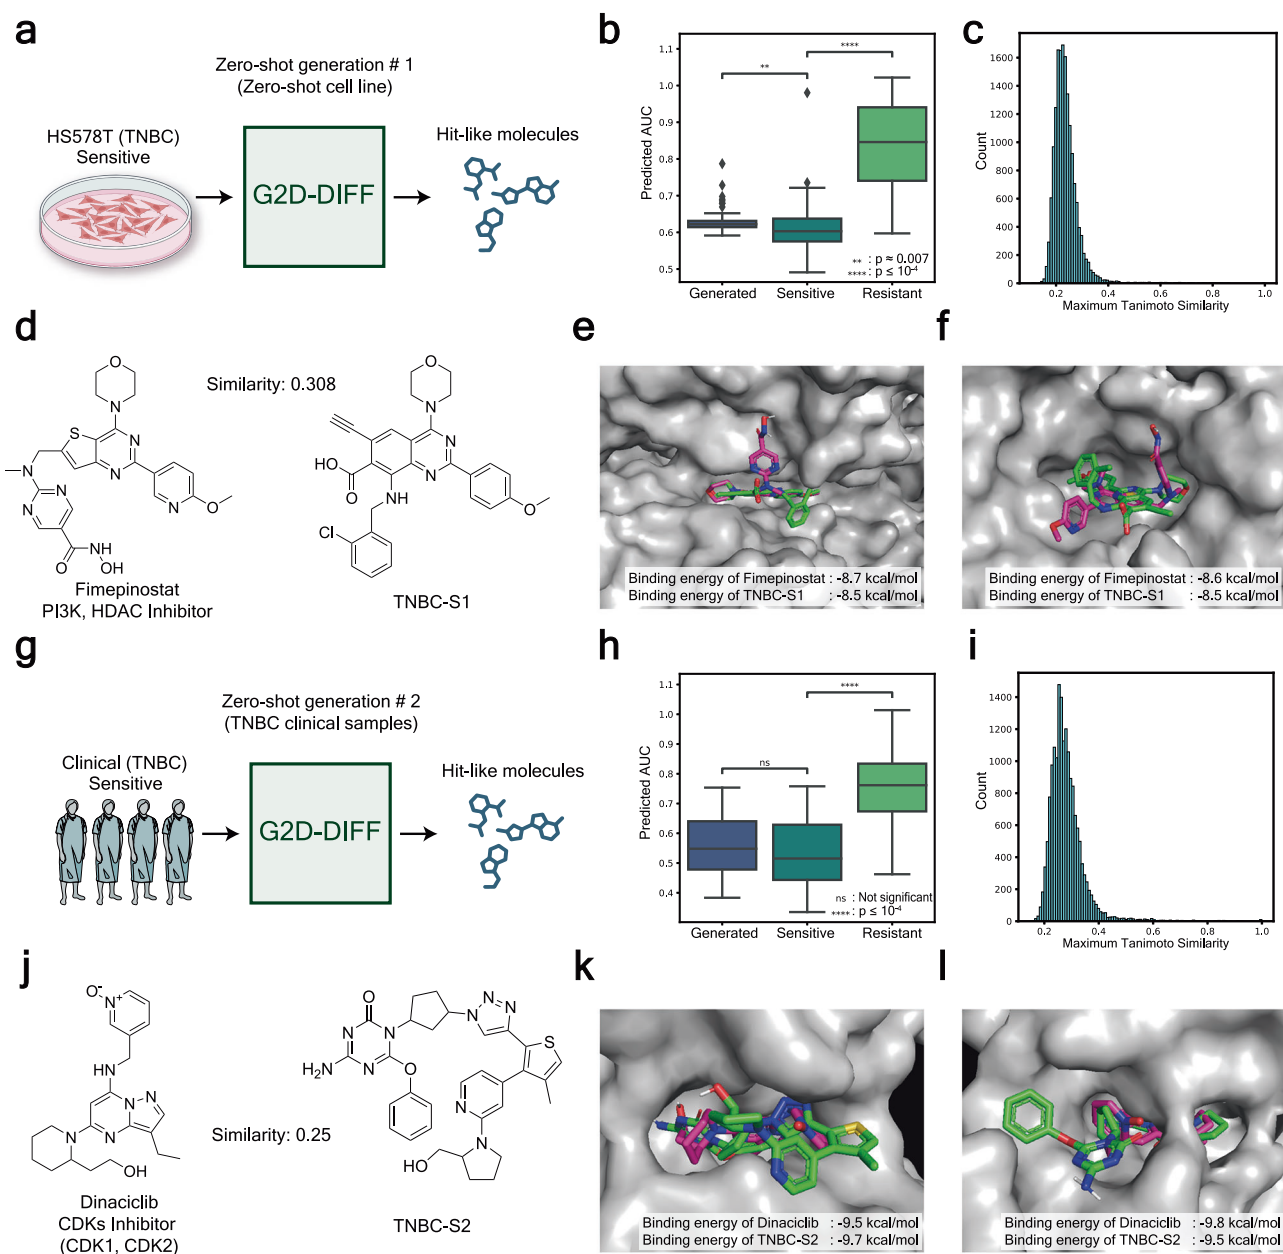 a
Zero-shot generation # 1
(Zero-shot cell line)
HS578T (TNBC)
Sensitive
G2D-DIFF
Hit-like molecules
b
Predicted AUC
1.1
1.0
0.9
0.8
0.7
0.6
0.5
**
****
** : p ≈ 0.007
**** : p ≤ 10⁻⁴
Generated Sensitive Resistant
c
Count
1600
1400
1200
1000
800
600
400
200
0
0.2 0.4 0.6 0.8 1.0
Maximum Tanimoto Similarity
d
Similarity: 0.308
O
N
S
N
N
N
N
N
N
N
O
O
NH
OH
Fimepinostat
PI3K, HDAC Inhibitor
O
N
N
N
HO
O
NH
Cl
O
TNBC-S1
e
Binding energy of Fimepinostat : -8.7 kcal/mol
Binding energy of TNBC-S1 : -8.5 kcal/mol
f
Binding energy of Fimepinostat : -8.6 kcal/mol
Binding energy of TNBC-S1 : -8.5 kcal/mol
g
Zero-shot generation # 2
(TNBC clinical samples)
Clinical (TNBC)
Sensitive
G2D-DIFF
Hit-like molecules
h
Predicted AUC
1.1
1.0
0.9
0.8
0.7
0.6
0.5
0.4
ns
****
ns : Not significant
**** : p ≤ 10⁻⁴
Generated Sensitive Resistant
i
Count
1400
1200
1000
800
600
400
200
0
0.2 0.4 0.6 0.8 1.0
Maximum Tanimoto Similarity
j
O⁻
N⁺
HN
N
N
N
N
OH
Dinaciclib
CDKs Inhibitor
(CDK1, CDK2)
Similarity: 0.25
O
N
N
H₂N
N
O
N
N
N
S
N
N
HO
TNBC-S2
k
Binding energy of Dinaciclib : -9.5 kcal/mol
Binding energy of TNBC-S2 : -9.7 kcal/mol
l
Binding energy of Dinaciclib : -9.8 kcal/mol
Binding energy of TNBC-S2 : -9.5 kcal/mol